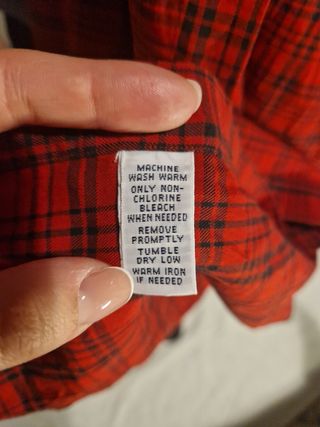 MACHINE
WASH WARM
ONLY NON-
CHLORINE
BLEACH
WHEN NEEDED
REMOVE
PROMPTLY
TUMBLE
DRY LOW
WARM IRON
IF NEEDED